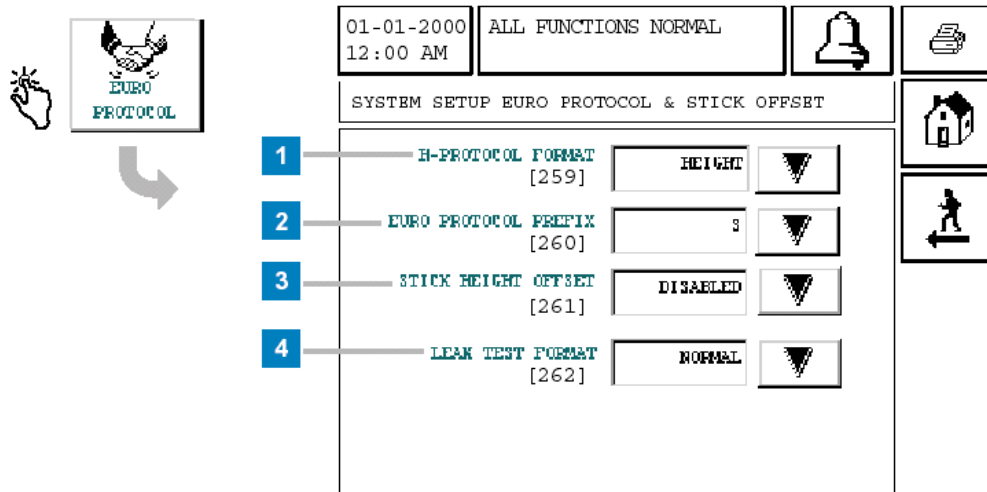 EURO
PROTOCOL
01-01-2000
12:00 AM
ALL FUNCTIONS NORMAL
SYSTEM SETUP EURO PROTOCOL & STICK OFFSET
1
H-PROTOCOL FORMAT
[259]
HEIGHT
2
EURO PROTOCOL PREFIX
[260]
S
3
STICK HEIGHT OFFSET
[261]
DISABLED
4
LEAK TEST FORMAT
[262]
NORMAL